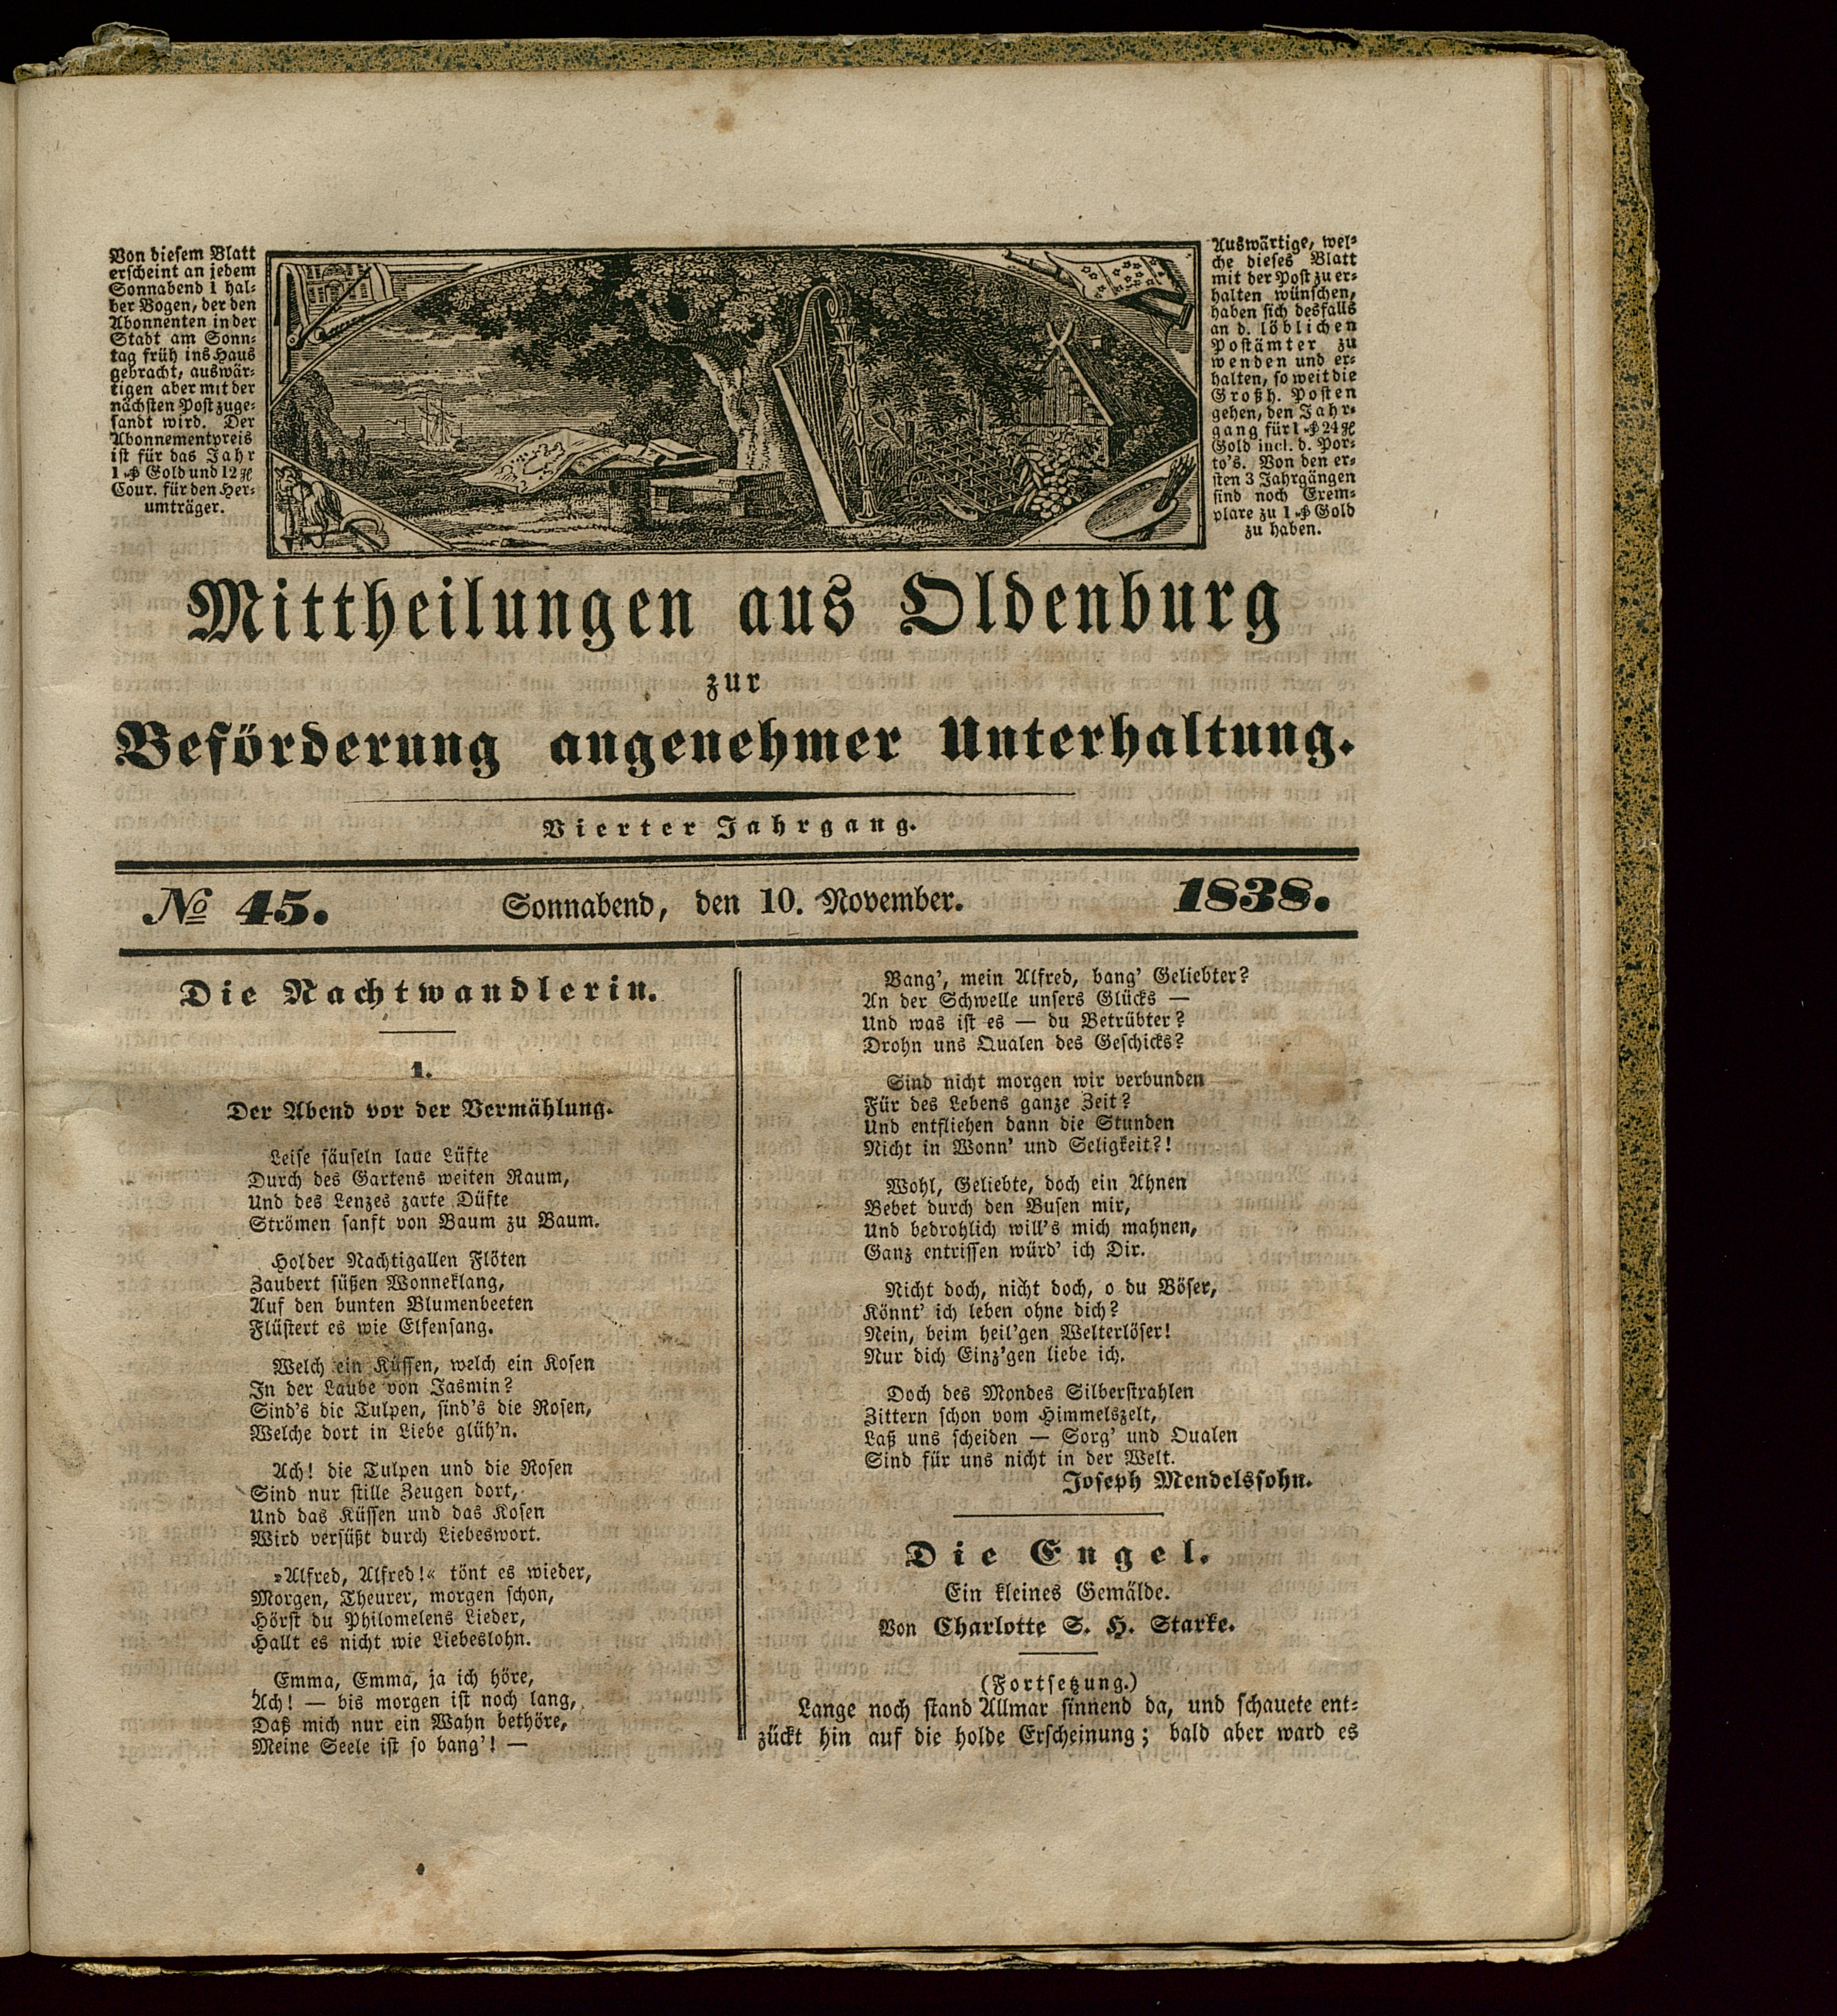 Von diesem Blatt
erscheint an jedem
Sonnabend 1 hal-
ber Bogen, der den
Abonnenten in der
Stadt am Sonn-
tag früh ins Haus
gebracht, auswär-
tigen aber mit der
nächsten Post zuge-
sandt wird. Der
Abonnementpreis
ist für das Jahr
1 Gold und 12
Cour. für den Her-
umträger.
Auswärtige, wel-
che dieses Blatt
mit der Post zu er-
halten wünschen,
haben sich desfalls
an d. löblichen
Postämter zu
wenden und er-
halten, so weit die
Großh. Posten
gehen, den Jahr-
gang für 1 24
Gold incl. d. Por-
to's. Von den er-
sten 3 Jahrgängen
sind noch Exem-
plare zu 1 Gold
zu haben.
Mittheilungen aus Oldenburg
zur
Beförderung angenehmer Unterhaltung.
Vierter Jahrgang.
No 45. Sonnabend, den 10. November. 1838.
Die Nachtwandlerin.
1.
Der Abend vor der Vermählung.
Leise säuseln laue Lüfte
Durch des Gartens weiten Raum,
Und des Lenzes zarte Düfte
Strömen sanft von Baum zu Baum.
Holder Nachtigallen Flöten
Zaubert süßen Wonneklang,
Auf den bunten Blumenbeeten
Flüstert es wie Elfensang.
Welch ein Küssen, welch ein Kosen
In der Laube von Jasmin?
Sind's die Tulpen, sind's die Rosen,
Welche dort in Liebe glüh'n.
Ach! die Tulpen und die Rosen
Sind nur stille Zeugen dort,
Und das Küssen und das Kosen
Wird versüßt durch Liebeswort.
»Alfred, Alfred!« tönt es wieder,
Morgen, Theurer, morgen schon,
Hörst du Philomelens Lieder,
Hallt es nicht wie Liebeslohn.
Emma, Emma, ja ich höre,
Ach! — bis morgen ist noch lang,
Daß mich nur ein Wahn bethöre,
Meine Seele ist so bang'! —
Bang', mein Alfred, bang' Geliebter?
An der Schwelle unsers Glücks —
Und was ist es — du Betrübter?
Drohn uns Qualen des Geschicks?
Sind nicht morgen wir verbunden
Für des Lebens ganze Zeit?
Und entfliehen dann die Stunden
Nicht in Wonn' und Seligkeit?!
Wohl, Geliebte, doch ein Ahnen
Bebet durch den Busen mir,
Und bedrohlich will's mich mahnen,
Ganz entrissen würd' ich Dir.
Nicht doch, nicht doch, o du Böser,
Könnt' ich leben ohne dich?
Nein, beim heil'gen Welterlöser!
Nur dich Einz'gen liebe ich.
Doch des Mondes Silberstrahlen
Zittern schon vom Himmelszelt,
Laß uns scheiden — Sorg' und Qualen
Sind für uns nicht in der Welt.
Joseph Mendelssohn.
Die Engel.
Ein kleines Gemälde.
Von Charlotte S. H. Starke.
(Fortsetzung.)
Lange noch stand Allmar sinnend da, und schauete ent-
zückt hin auf die holde Erscheinung; bald aber ward es